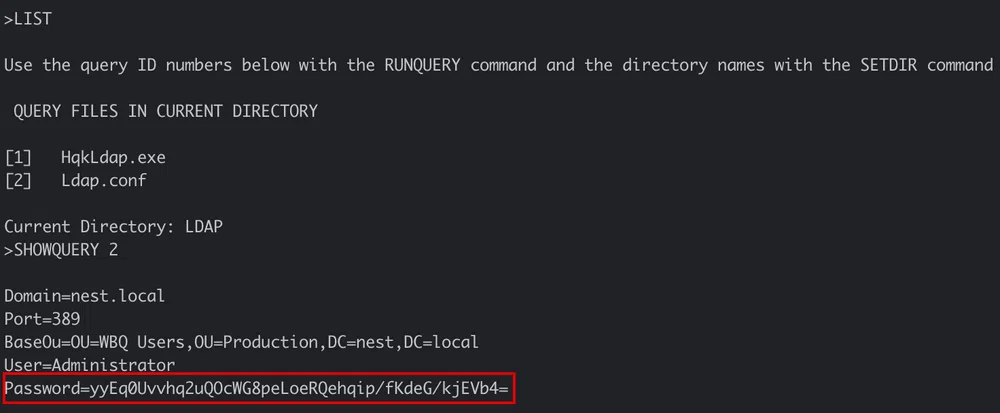 >LIST
Use the query ID numbers below with the RUNQUERY command and the directory names with the SETDIR command
QUERY FILES IN CURRENT DIRECTORY
[1]   HqkLdap.exe
[2]   Ldap.conf
Current Directory: LDAP
>SHOWQUERY 2
Domain=nest.local
Port=389
BaseOu=OU=WBQ Users,OU=Production,DC=nest,DC=local
User=Administrator
Password=yyEq0Uvvhq2uQOcWG8peLoeRQehqip/fKdeG/kjEVb4=